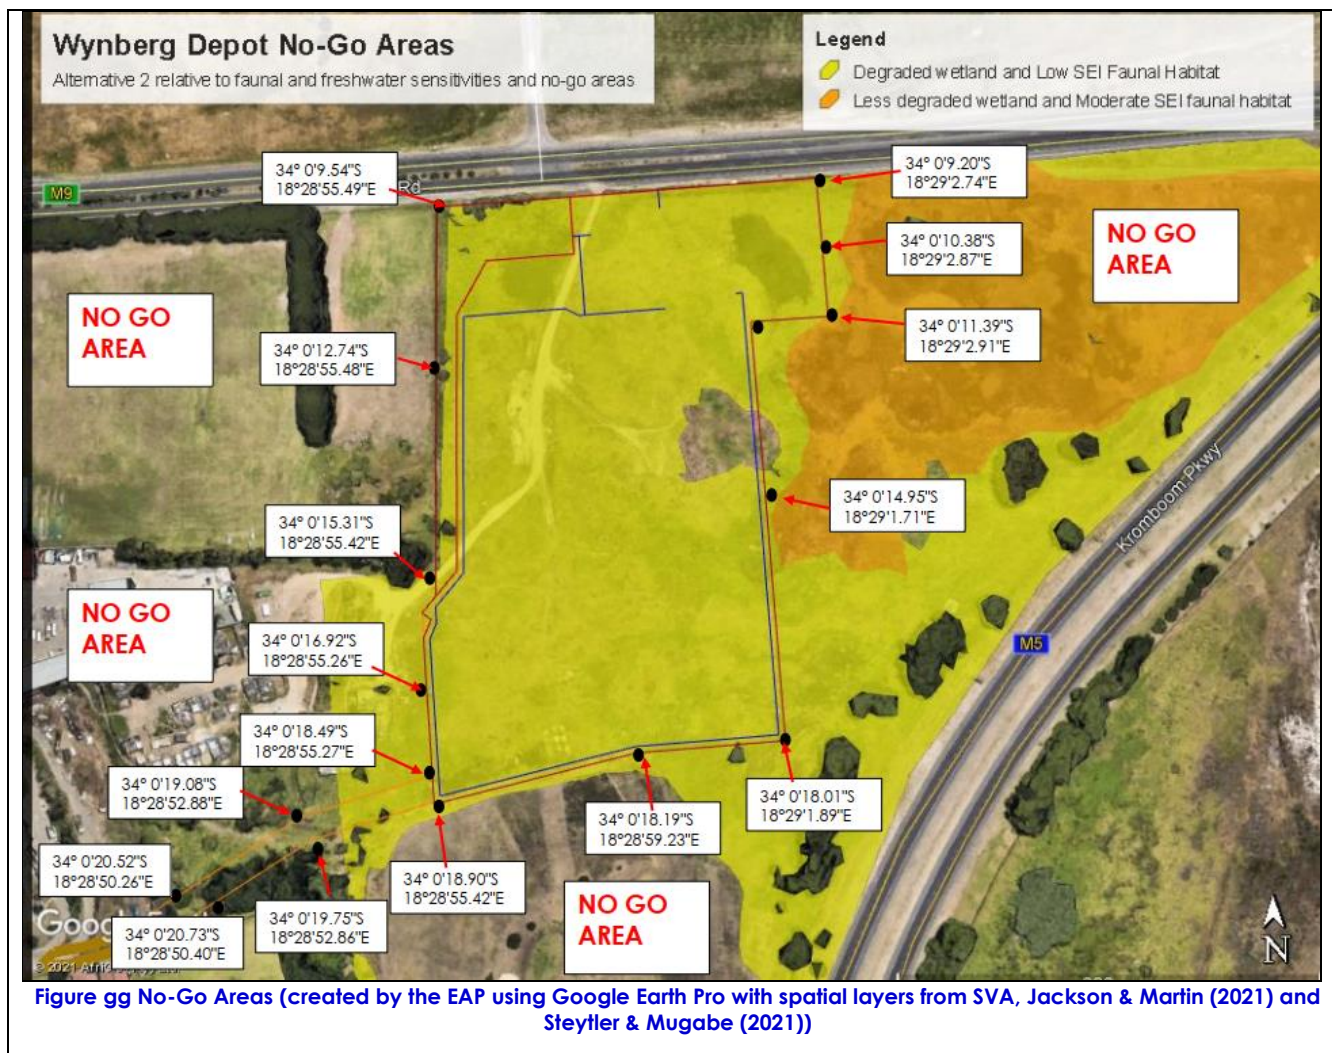 Wynberg Depot No-Go Areas
Alternative 2 relative to faunal and freshwater sensitivities and no-go areas
Legend
Degraded wetland and Low SEI Faunal Habitat
Less degraded wetland and Moderate SEI faunal habitat
M9
Rd
34° 0'9.54"S
18°28'55.49"E
34° 0'9.20"S
18°29'2.74"E
34° 0'10.38"S
18°29'2.87"E
NO GO
AREA
NO GO
AREA
34° 0'12.74"S
18°28'55.48"E
34° 0'11.39"S
18°29'2.91"E
34° 0'14.95"S
18°29'1.71"E
Kromboom Pkwy
34° 0'15.31"S
18°28'55.42"E
NO GO
AREA
34° 0'16.92"S
18°28'55.26"E
M5
34° 0'18.49"S
18°28'55.27"E
34° 0'19.08"S
18°28'52.88"E
34° 0'18.01"S
18°29'1.89"E
34° 0'18.19"S
18°28'59.23"E
34° 0'20.52"S
18°28'50.26"E
34° 0'18.90"S
18°28'55.42"E
NO GO
AREA
34° 0'19.75"S
18°28'52.86"E
34° 0'20.73"S
18°28'50.40"E
Goog
© 2021
N
Figure gg No-Go Areas (created by the EAP using Google Earth Pro with spatial layers from SVA, Jackson & Martin (2021) and
Steytler & Mugabe (2021))